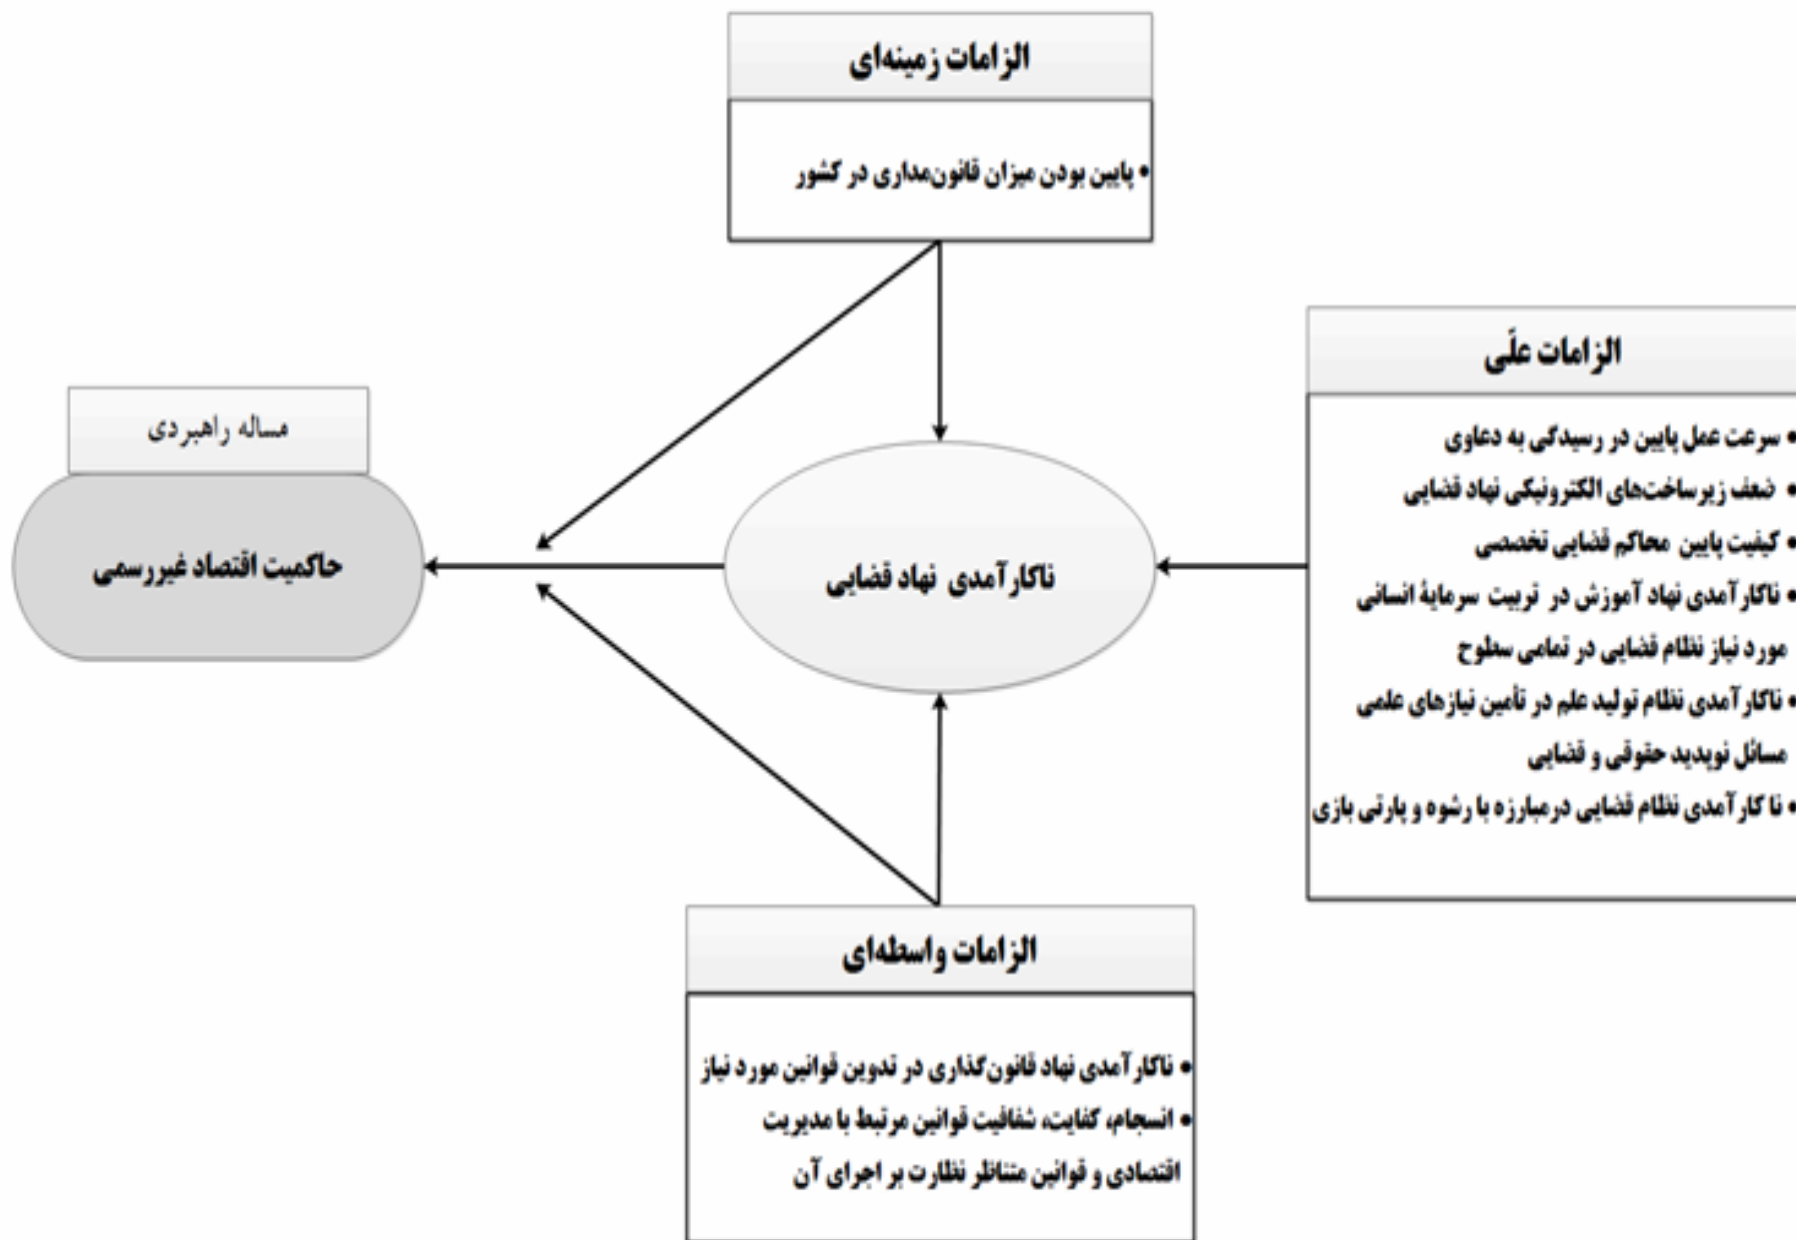 الزامات زمینه‌ای
• پایین بودن میزان قانون‌مداری در کشور
الزامات علّی
• سرعت عمل پایین در رسیدگی به دعاوی
• ضعف زیرساخت‌های الکترونیکی نهاد قضایی
• کیفیت پایین محاکم قضایی تخصصی
• ناکارآمدی نهاد آموزش در تربیت سرمایهٔ انسانی
مورد نیاز نظام قضایی در تمامی سطوح
• ناکارآمدی نظام تولید علم در تأمین نیازهای علمی
مسائل نوپدید حقوقی و قضایی
• نا کارآمدی نظام قضایی درمبارزه با رشوه و پارتی بازی
ناکارآمدی نهاد قضایی
مساله راهبردی
حاکمیت اقتصاد غیررسمی
الزامات واسطه‌ای
• ناکارآمدی نهاد قانون‌گذاری در تدوین قوانین مورد نیاز
• انسجام، کفایت، شفافیت قوانین مرتبط با مدیریت
اقتصادی و قوانین متناظر نظارت بر اجرای آن